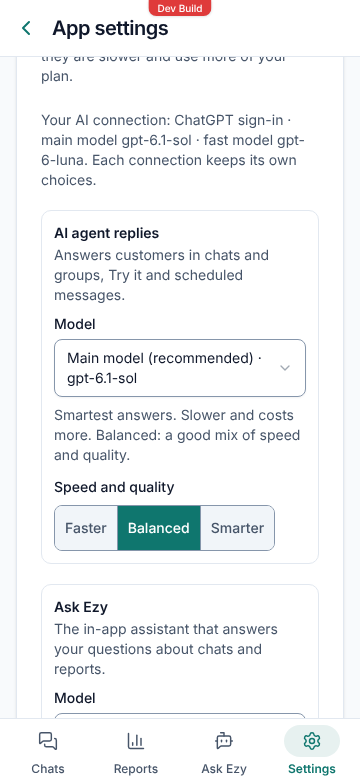 Dev Build
App settings
they are slower and use more of your
plan.
Your AI connection: ChatGPT sign-in ·
main model gpt-6.1-sol · fast model gpt-
6-luna. Each connection keeps its own
choices.
AI agent replies
Answers customers in chats and
groups, Try it and scheduled
messages.
Model
Main model (recommended) ·
gpt-6.1-sol
Smartest answers. Slower and costs
more. Balanced: a good mix of speed
and quality.
Speed and quality
Faster Balanced Smarter
Ask Ezy
The in-app assistant that answers
your questions about chats and
reports.
Model
Chats Reports Ask Ezy Settings